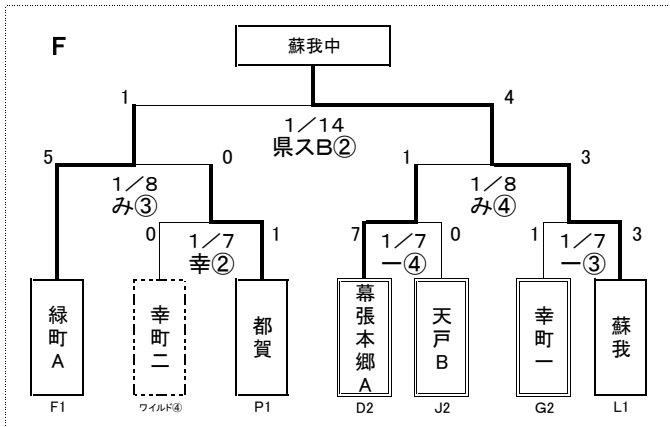 F
蘇我中
1
4
1/14
県スB②
5
0
1
3
1/8
み③
1/8
み④
0
1
7
0
1
3
1/7
幸②
1/7
一④
1/7
一③
緑町A
幸町二
都賀
幕張本郷A
天戸B
幸町一
蘇我
F1
ワイルド④
P1
D2
J2
G2
L1